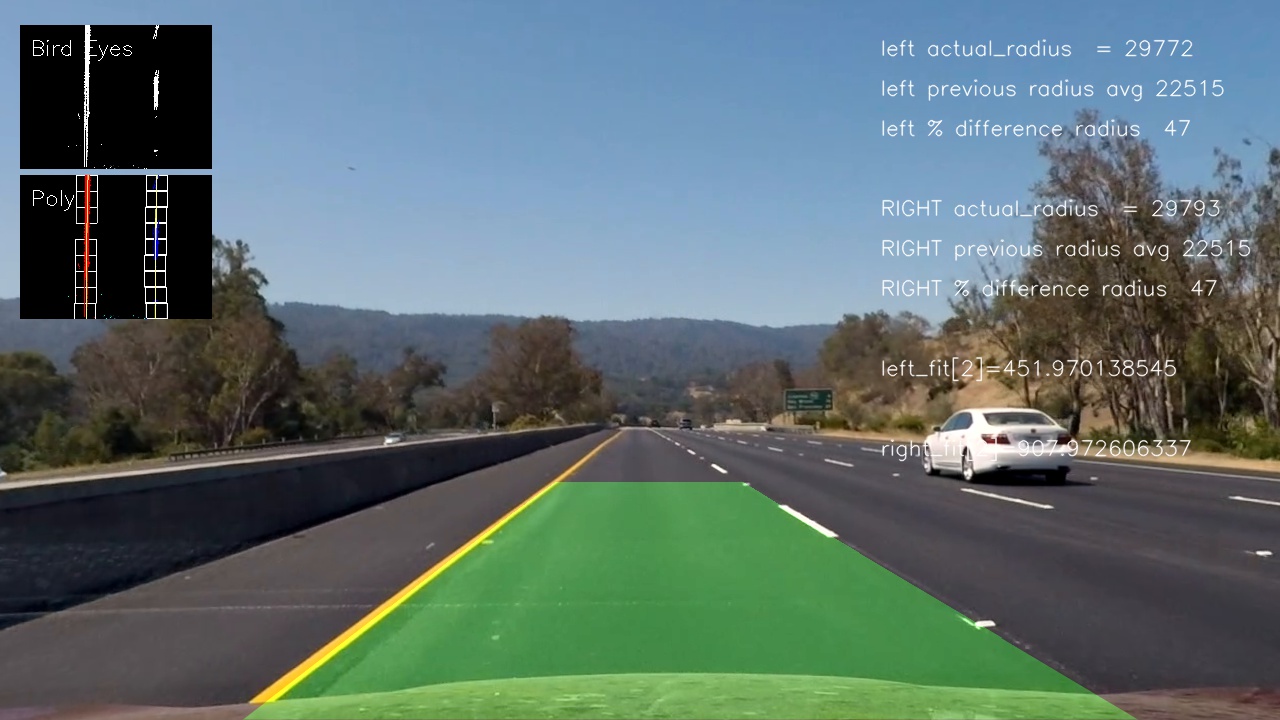 Bird Eyes
Poly
left actual_radius = 29772
left previous radius avg 22515
left % difference radius 47
RIGHT actual_radius = 29793
RIGHT previous radius avg 22515
RIGHT % difference radius 47
left_fit[2]=451.970138545
907.972606337